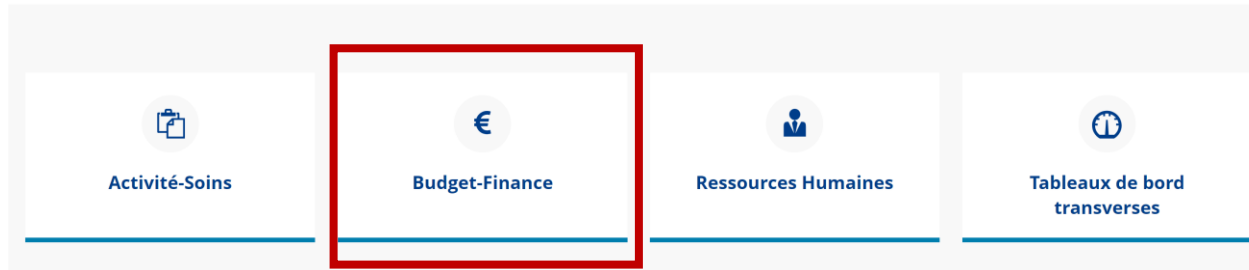 Activité-Soins
€
Budget-Finance
Ressources Humaines
Tableaux de bord
transverses